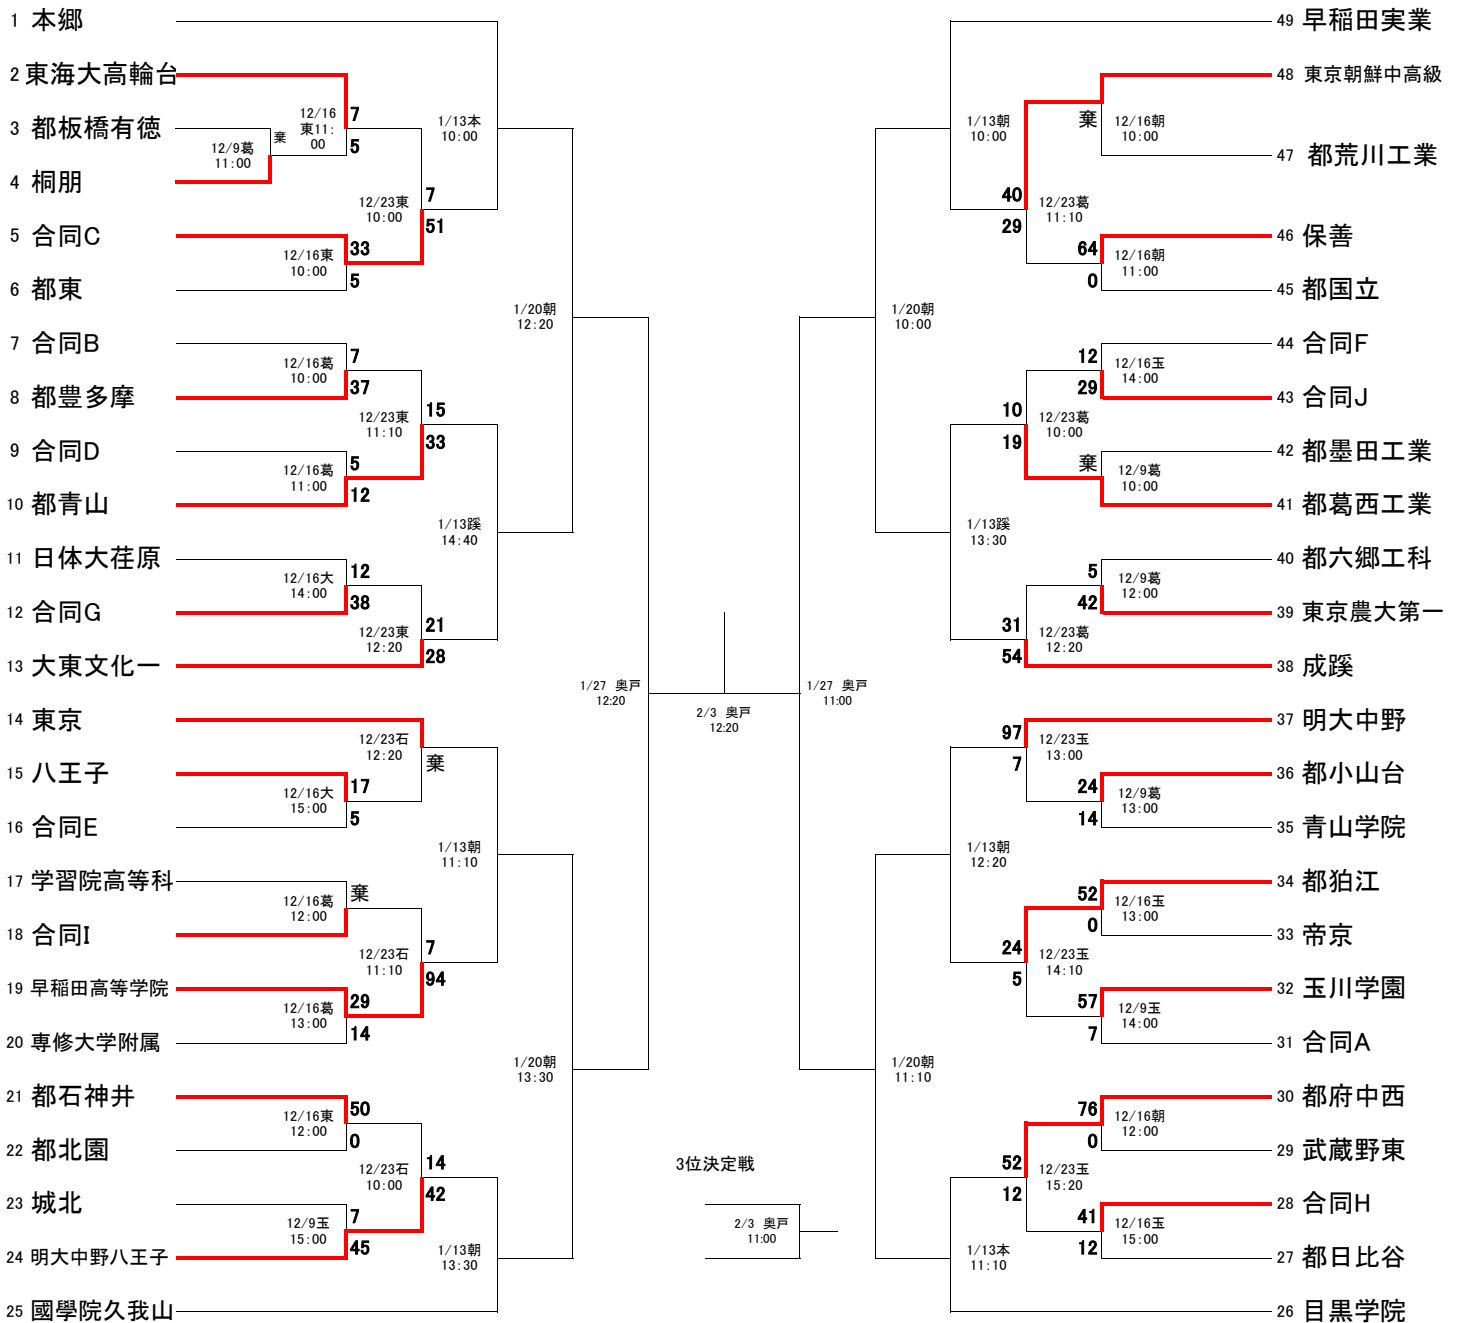 1 本郷
2 東海大高輪台
3 都板橋有徳
4 桐朋
5 合同C
6 都東
7 合同B
8 都豊多摩
9 合同D
10 都青山
11 日体大荏原
12 合同G
13 大東文化一
14 東京
15 八王子
16 合同E
17 学習院高等科
18 合同I
19 早稲田高等学院
20 専修大学附属
21 都石神井
22 都北園
23 城北
24 明大中野八王子
25 國學院久我山
12/9葛
11:00
棄
12/16
東11:
00
7
5
12/16東
10:00
33
5
12/23東
10:00
7
51
1/13本
10:00
12/16葛
10:00
7
37
12/16葛
11:00
5
12
12/23東
11:10
15
33
12/16大
14:00
12
38
12/23東
12:20
21
28
1/13蹊
14:40
1/20朝
12:20
12/23石
12:20
棄
12/16大
15:00
17
5
12/16葛
12:00
棄
12/16葛
13:00
29
14
12/23石
11:10
7
94
1/13朝
11:10
12/16東
12:00
50
0
12/9玉
15:00
7
45
12/23石
10:00
14
42
1/13朝
13:30
1/20朝
13:30
1/27 奥戸
12:20
2/3 奥戸
12:20
1/27 奥戸
11:00
3位決定戦
2/3 奥戸
11:00
49 早稲田実業
48 東京朝鮮中高級
47 都荒川工業
46 保善
45 都国立
44 合同F
43 合同J
42 都墨田工業
41 都葛西工業
40 都六郷工科
39 東京農大第一
38 成蹊
37 明大中野
36 都小山台
35 青山学院
34 都狛江
33 帝京
32 玉川学園
31 合同A
30 都府中西
29 武蔵野東
28 合同H
27 都日比谷
26 目黒学院
1/13朝
10:00
棄
12/16朝
10:00
40
29
12/23葛
11:10
64
0
12/16朝
11:00
1/20朝
10:00
12
29
12/16玉
14:00
10
19
12/23葛
10:00
棄
12/9葛
10:00
1/13蹊
13:30
5
42
12/9葛
12:00
31
54
12/23葛
12:20
97
7
12/23玉
13:00
24
14
12/9葛
13:00
1/13朝
12:20
52
0
12/16玉
13:00
24
5
12/23玉
14:10
57
7
12/9玉
14:00
1/20朝
11:10
76
0
12/16朝
12:00
52
12
12/23玉
15:20
41
12
12/16玉
15:00
1/13本
11:10